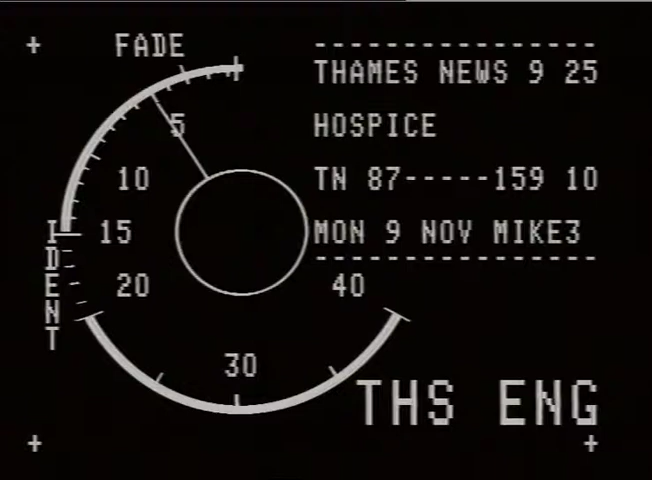 FADE
THAMES NEWS 9 25
HOSPICE
TN 87-----159 10
MON 9 NOV MIKE3
5
10
15
20
30
40
IDENT
THS ENG